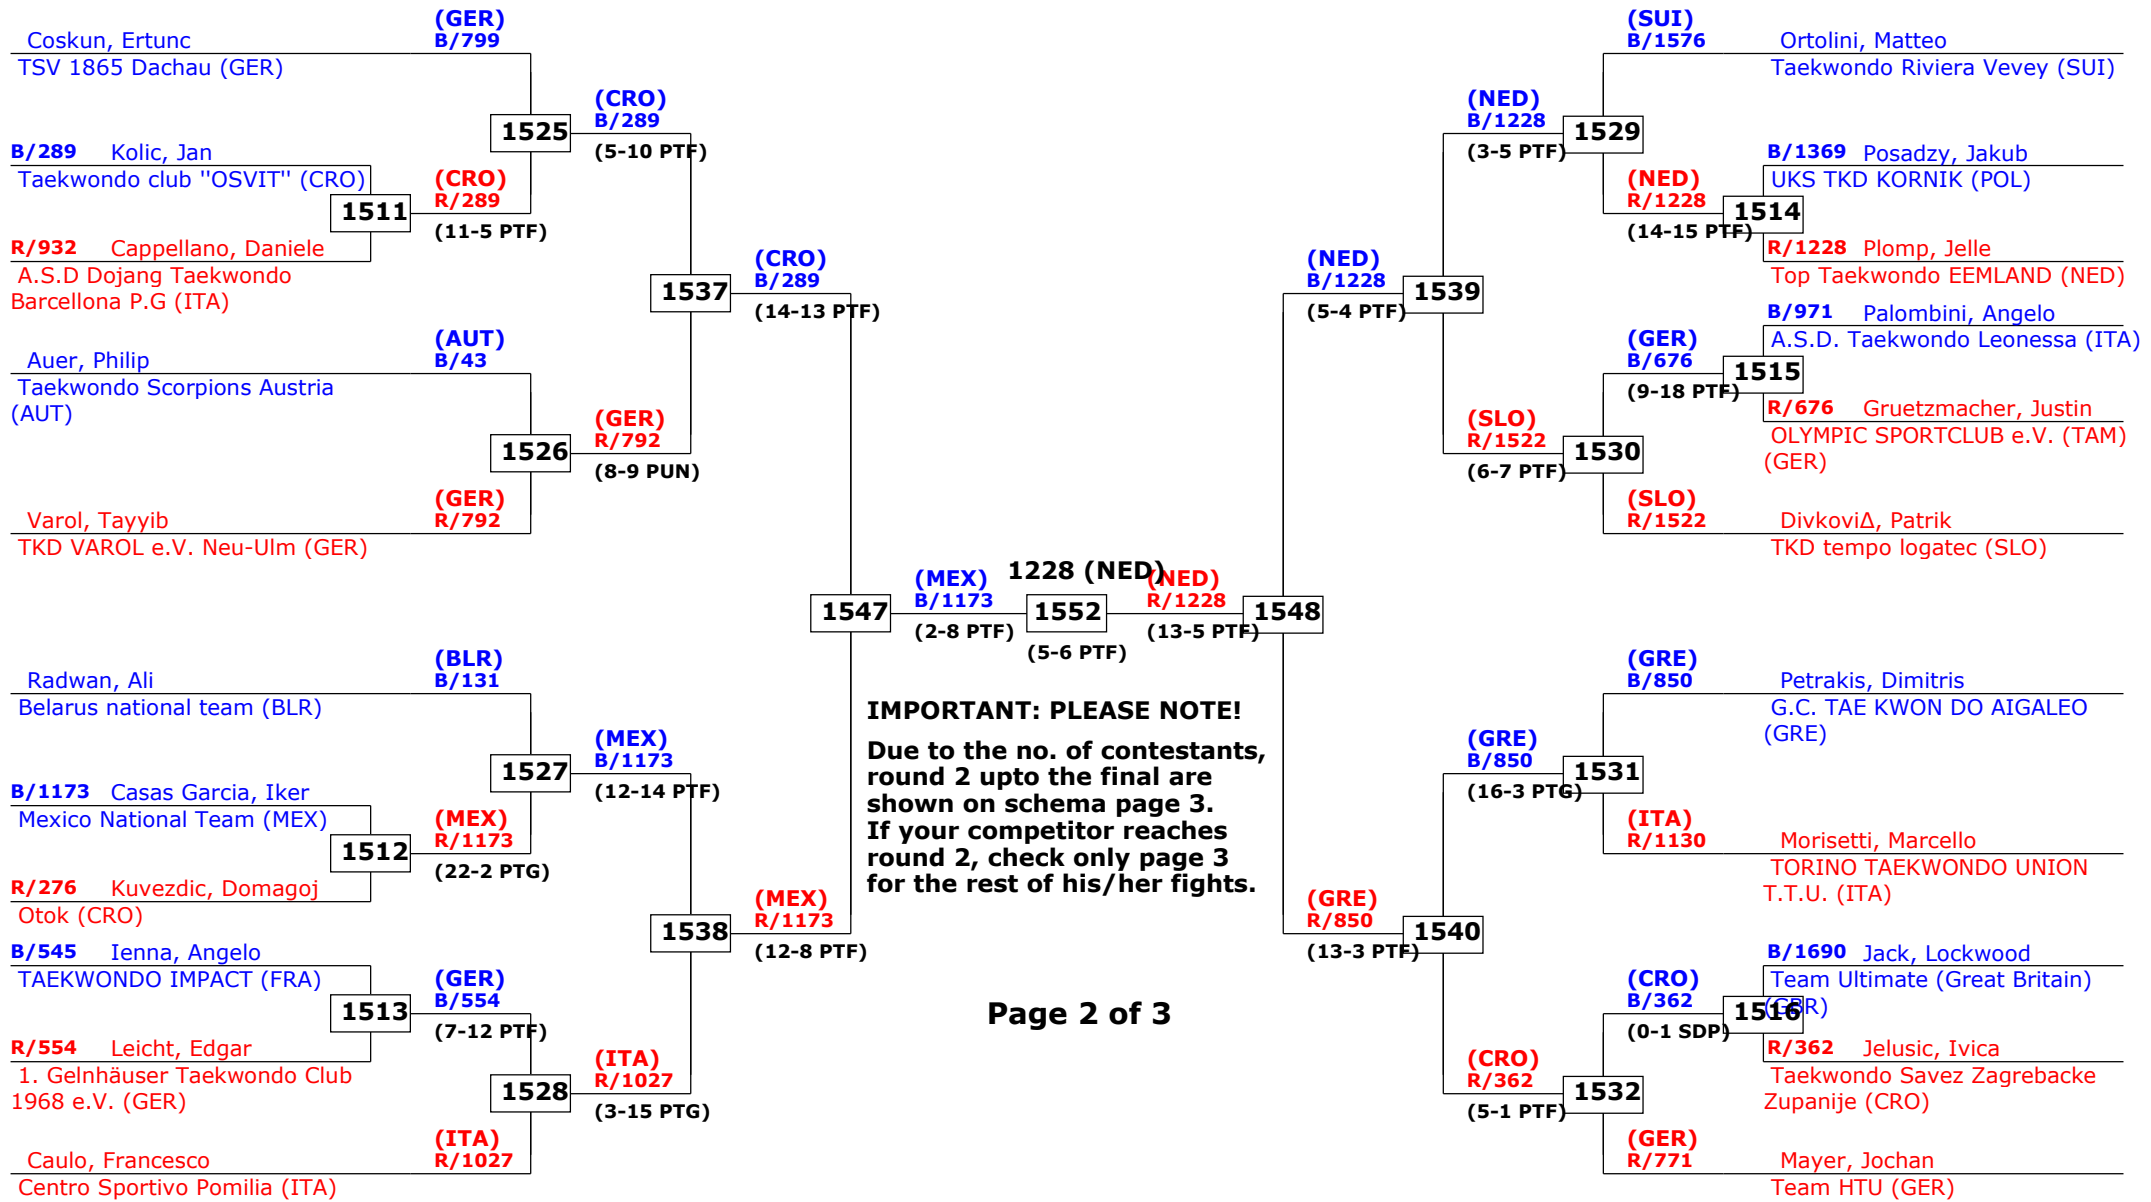 (GER)
Coskun, Ertunc B/799
TSV 1865 Dachau (GER)
(CRO)
1525 B/289
(5-10 PTF)
B/289 Kolic, Jan
Taekwondo club "OSVIT" (CRO)
(CRO)
1511 R/289
(11-5 PTF)
R/932 Cappellano, Daniele
A.S.D Dojang Taekwondo
Barcellona P.G (ITA)
(CRO)
1537 B/289
(14-13 PTF)
(AUT)
Auer, Philip B/43
Taekwondo Scorpions Austria
(AUT)
(GER)
1526 R/792
(8-9 PUN)
(GER)
Varol, Tayyib R/792
TKD VAROL e.V. Neu-Ulm (GER)
(MEX)
1547 B/1173
(2-8 PTF)
(BLR)
Radwan, Ali B/131
Belarus national team (BLR)
(MEX)
1527 B/1173
(12-14 PTF)
B/1173 Casas Garcia, Iker
Mexico National Team (MEX)
(MEX)
1512 R/1173
(22-2 PTG)
R/276 Kuvezdic, Domagoj
Otok (CRO)
(MEX)
1538 R/1173
(12-8 PTF)
B/545 Ienna, Angelo
TAEKWONDO IMPACT (FRA)
(GER)
1513 B/554
(7-12 PTF)
R/554 Leicht, Edgar
1. Gelnhäuser Taekwondo Club
1968 e.V. (GER)
(ITA)
1528 R/1027
(3-15 PTG)
(ITA)
Caulo, Francesco R/1027
Centro Sportivo Pomilia (ITA)
1228 (NED)
1552
(5-6 PTF)
IMPORTANT: PLEASE NOTE!
Due to the no. of contestants,
round 2 upto the final are
shown on schema page 3.
If your competitor reaches
round 2, check only page 3
for the rest of his/her fights.
Page 2 of 3
(SUI)
B/1576 Ortolini, Matteo
Taekwondo Riviera Vevey (SUI)
(NED)
B/1228 1529
(3-5 PTF)
B/1369 Posadzy, Jakub
UKS TKD KORNIK (POL)
(NED)
R/1228 1514
(14-15 PTF)
R/1228 Plomp, Jelle
Top Taekwondo EEMLAND (NED)
(NED)
B/1228 1539
(5-4 PTF)
B/971 Palombini, Angelo
A.S.D. Taekwondo Leonessa (ITA)
(GER)
B/676 1515
(9-18 PTF)
R/676 Gruetzmacher, Justin
OLYMPIC SPORTCLUB e.V. (TAM)
(GER)
(SLO)
R/1522 1530
(6-7 PTF)
(SLO)
R/1522 DivkoviΔ, Patrik
TKD tempo logatec (SLO)
(NED)
R/1228 1548
(13-5 PTF)
(GRE)
B/850 Petrakis, Dimitris
G.C. TAE KWON DO AIGALEO
(GRE)
(GRE)
B/850 1531
(16-3 PTG)
(ITA)
R/1130 Morisetti, Marcello
TORINO TAEKWONDO UNION
T.T.U. (ITA)
(GRE)
R/850 1540
(13-3 PTF)
B/1690 Jack, Lockwood
Team Ultimate (Great Britain)
(GBR)
(CRO)
B/362 1516
(0-1 SDP)
R/362 Jelusic, Ivica
Taekwondo Savez Zagrebacke
Zupanije (CRO)
(CRO)
R/362 1532
(5-1 PTF)
(GER)
R/771 Mayer, Jochan
Team HTU (GER)